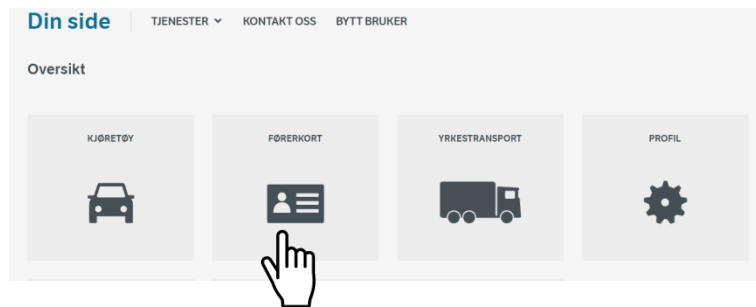 Din side TJENESTER KONTAKT OSS BYTT BRUKER
Oversikt
KJØRETØY FØRERKORT YRKESTRANSPORT PROFIL